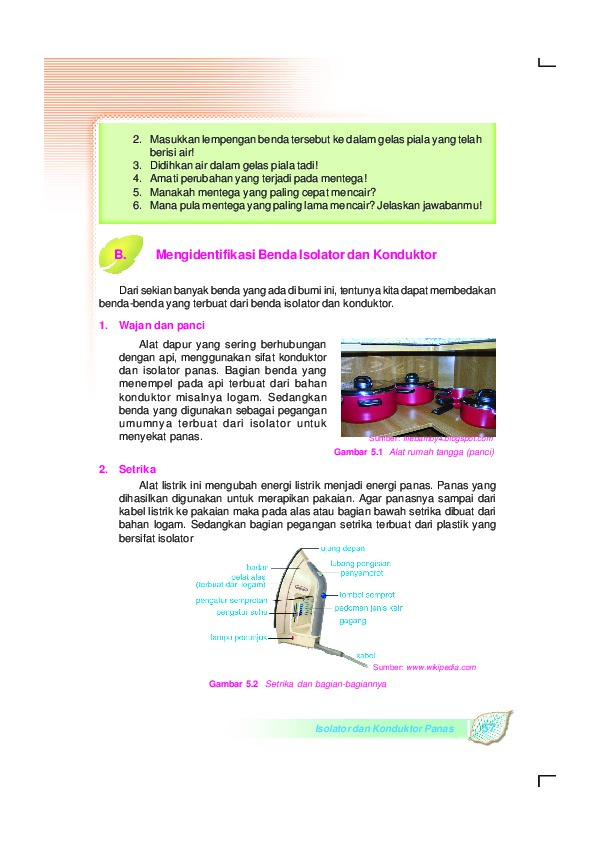 2. Masukkan lempengan benda tersebut ke dalam gelas piala yang telah
berisi air!
3. Didihkan air dalam gelas piala tadi!
4. Amati perubahan yang terjadi pada mentega!
5. Manakah mentega yang paling cepat mencair?
6. Mana pula mentega yang paling lama mencair? Jelaskan jawabanmu!
B. Mengidentifikasi Benda Isolator dan Konduktor
Dari sekian banyak benda yang ada di bumi ini, tentunya kita dapat membedakan
benda-benda yang terbuat dari benda isolator dan konduktor.
1. Wajan dan panci
Alat dapur yang sering berhubungan
dengan api, menggunakan sifat konduktor
dan isolator panas. Bagian benda yang
menempel pada api terbuat dari bahan
konduktor misalnya logam. Sedangkan
benda yang digunakan sebagai pegangan
umumnya terbuat dari isolator untuk
menyekat panas.
Sumber: lifebamby4.blogspot.com
Gambar 5.1 Alat rumah tangga (panci)
2. Setrika
Alat listrik ini mengubah energi listrik menjadi energi panas. Panas yang
dihasilkan digunakan untuk merapikan pakaian. Agar panasnya sampai dari
kabel listrik ke pakaian maka pada alas atau bagian bawah setrika dibuat dari
bahan logam. Sedangkan bagian pegangan setrika terbuat dari plastik yang
bersifat isolator
ujung depan
badan
lubang pengisian
penyemprot
pelat alas
(terbuat dari logam)
tombol semprot
pengatur semprotan
pedoman jenis kain
pengatur suhu
gagang
lampu petunjuk
kabel
Sumber: www.wikipedia.com
Gambar 5.2 Setrika dan bagian-bagiannya
Isolator dan Konduktor Panas 57